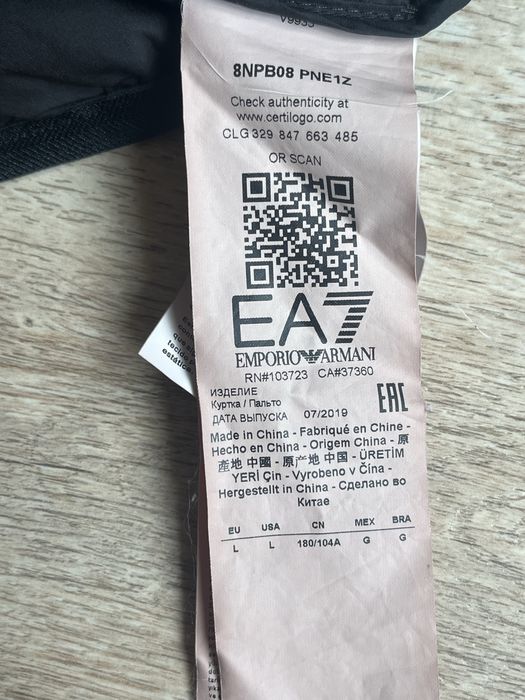 V9933
8NPB08 PNE1Z
Check authenticity at
www.certilogo.com
CLG 329 847 663 485
OR SCAN
EA7
EMPORIO ARMANI
RN#103723 CA#37360
ИЗДЕЛИЕ
Куртка / Пальто
ДАТА ВЫПУСКА 07/2019
EAC
Made in China - Fabriqué en Chine -
Hecho en China - Origem China - 原
產地 中國 - 原产地 中国 - ÜRETİM
YERİ Çin - Vyrobeno v Čína -
Hergestellt in China - Сделано во
Китае
EU USA CN MEX BRA
L L 180/104A G G